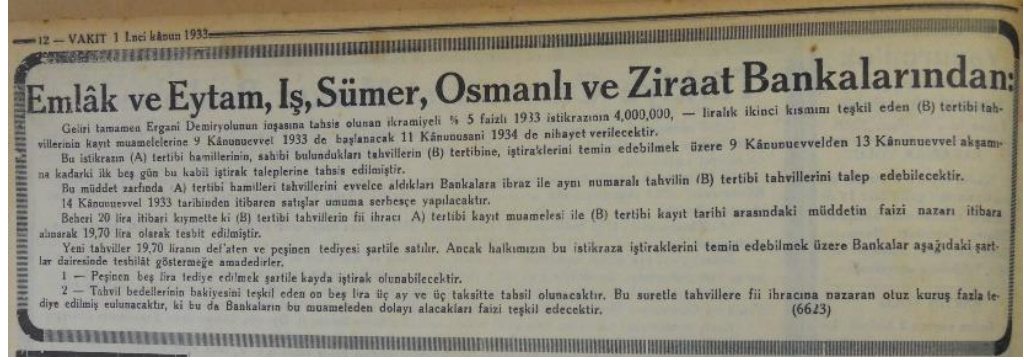 12 — VAKIT 1 I.nci kânun 1933
Emlâk ve Eytam, Iş, Sümer, Osmanlı ve Ziraat Bankalarından:
Geliri tamamen Ergani Demiryolunun inşasına tahsis olunan ikramiyeli % 5 faizli 1933 istikrazının 4,000,000, — liralık ikinci kısmını teşkil eden (B) tertibi tah-
villerinin kayıt muamelelerine 9 Kânunuevvel 1933 de başlanacak 11 Kânunusani 1934 de nihayet verilecektir.
Bu istikrazın (A) tertibi hamillerinin, sahibi bulundukları tahvillerin (B) tertibine, iştiraklerini temin edebilmek üzere 9 Kânunuevvelden 13 Kânunuevvel akşamı-
na kadarki ilk beş gün bu kabil iştirak taleplerine tahsis edilmiştir.
Bu müddet zarfında A) tertibi hamilleri tahvillerini evvelce aldıkları Bankalara ibraz ile aynı numaralı tahvilin (B) tertibi tahvillerini talep edebilecektir.
14 Kânunuevvel 1933 tarihinden itibaren satışlar umuma serbesçe yapılacaktır.
Beheri 20 lira itibari kıymetteki (B) tertibi tahvillerin fii ihracı A) tertibi kayıt muamelesi ile (B) tertibi kayıt tarihi arasındaki müddetin faizi nazarı itibara
alınarak 19,70 lira olarak tesbit edilmiştir.
Yeni tahviller 19,70 liranın def'aten ve peşinen tediyesi şartile satılır. Ancak halkımızın bu istikraza iştiraklerini temin edebilmek üzere Bankalar aşağıdaki şart-
lar dairesinde teshilât göstermeğe amadedirler.
1 — Peşinen beş lira tediye edilmek şartile kayda iştirak olunabilecektir.
2 — Tahvil bedellerinin bakiyesini teşkil eden on beş lira üç ay ve üç taksitte tahsil olunacaktır. Bu suretle tahvillere fii ihracına nazaran otuz kuruş fazla te-
diye edilmiş eulunacaktır, ki bu da Bankaların bu muameleden dolayı alacakları faizi teşkil edecektir. (6623)